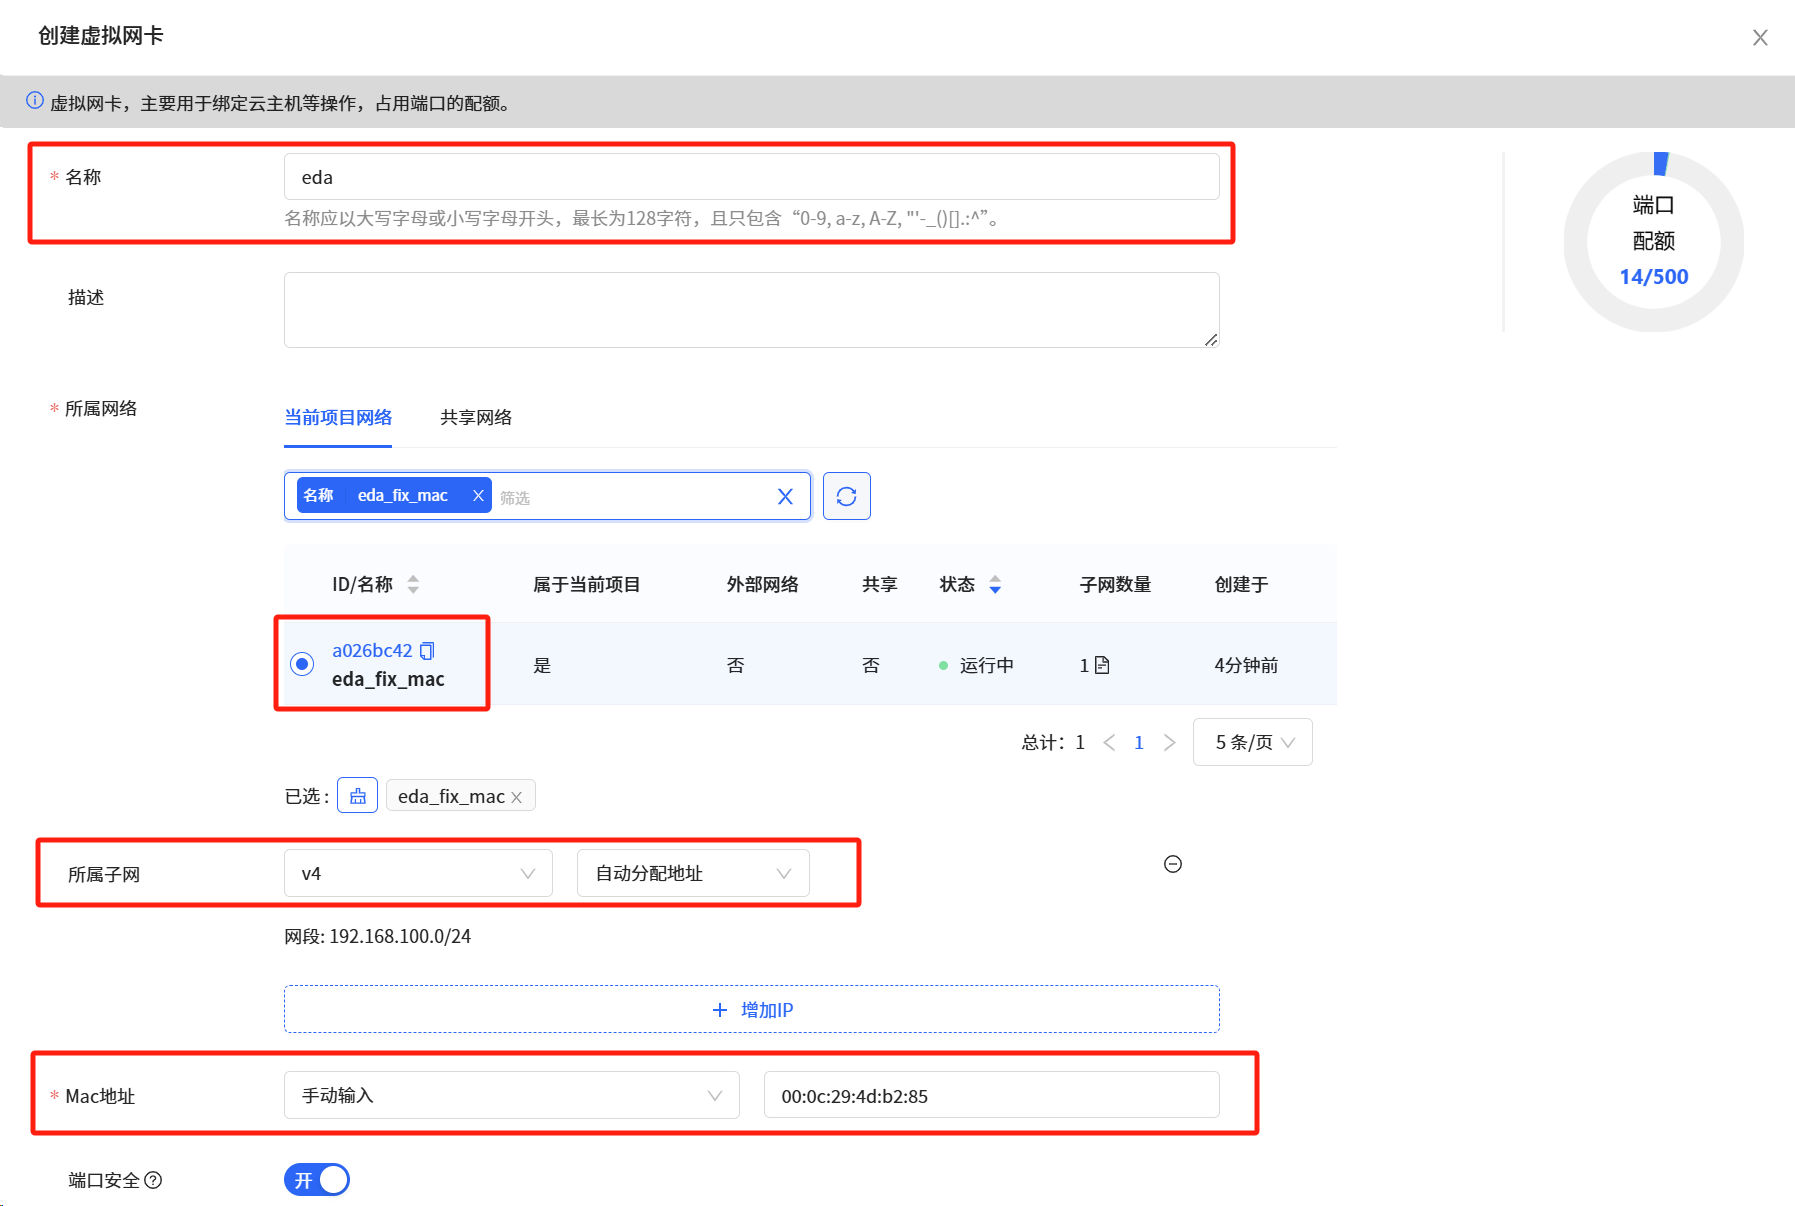 创建虚拟网卡
虚拟网卡，主要用于绑定云主机等操作，占用端口的配额。
* 名称
eda
名称应以大写字母或小写字母开头，最长为128字符，且只包含“0-9, a-z, A-Z, "'-_()[].:^”。
端口
配额
14/500
描述
* 所属网络
当前项目网络 共享网络
名称 eda_fix_mac 筛选
ID/名称 属于当前项目 外部网络 共享 状态 子网数量 创建于
a026bc42
eda_fix_mac
是 否 否 运行中 1 4分钟前
总计：1 1 5 条/页
已选 : eda_fix_mac
所属子网 v4 自动分配地址
网段: 192.168.100.0/24
增加IP
* Mac地址 手动输入 00:0c:29:4d:b2:85
端口安全 开